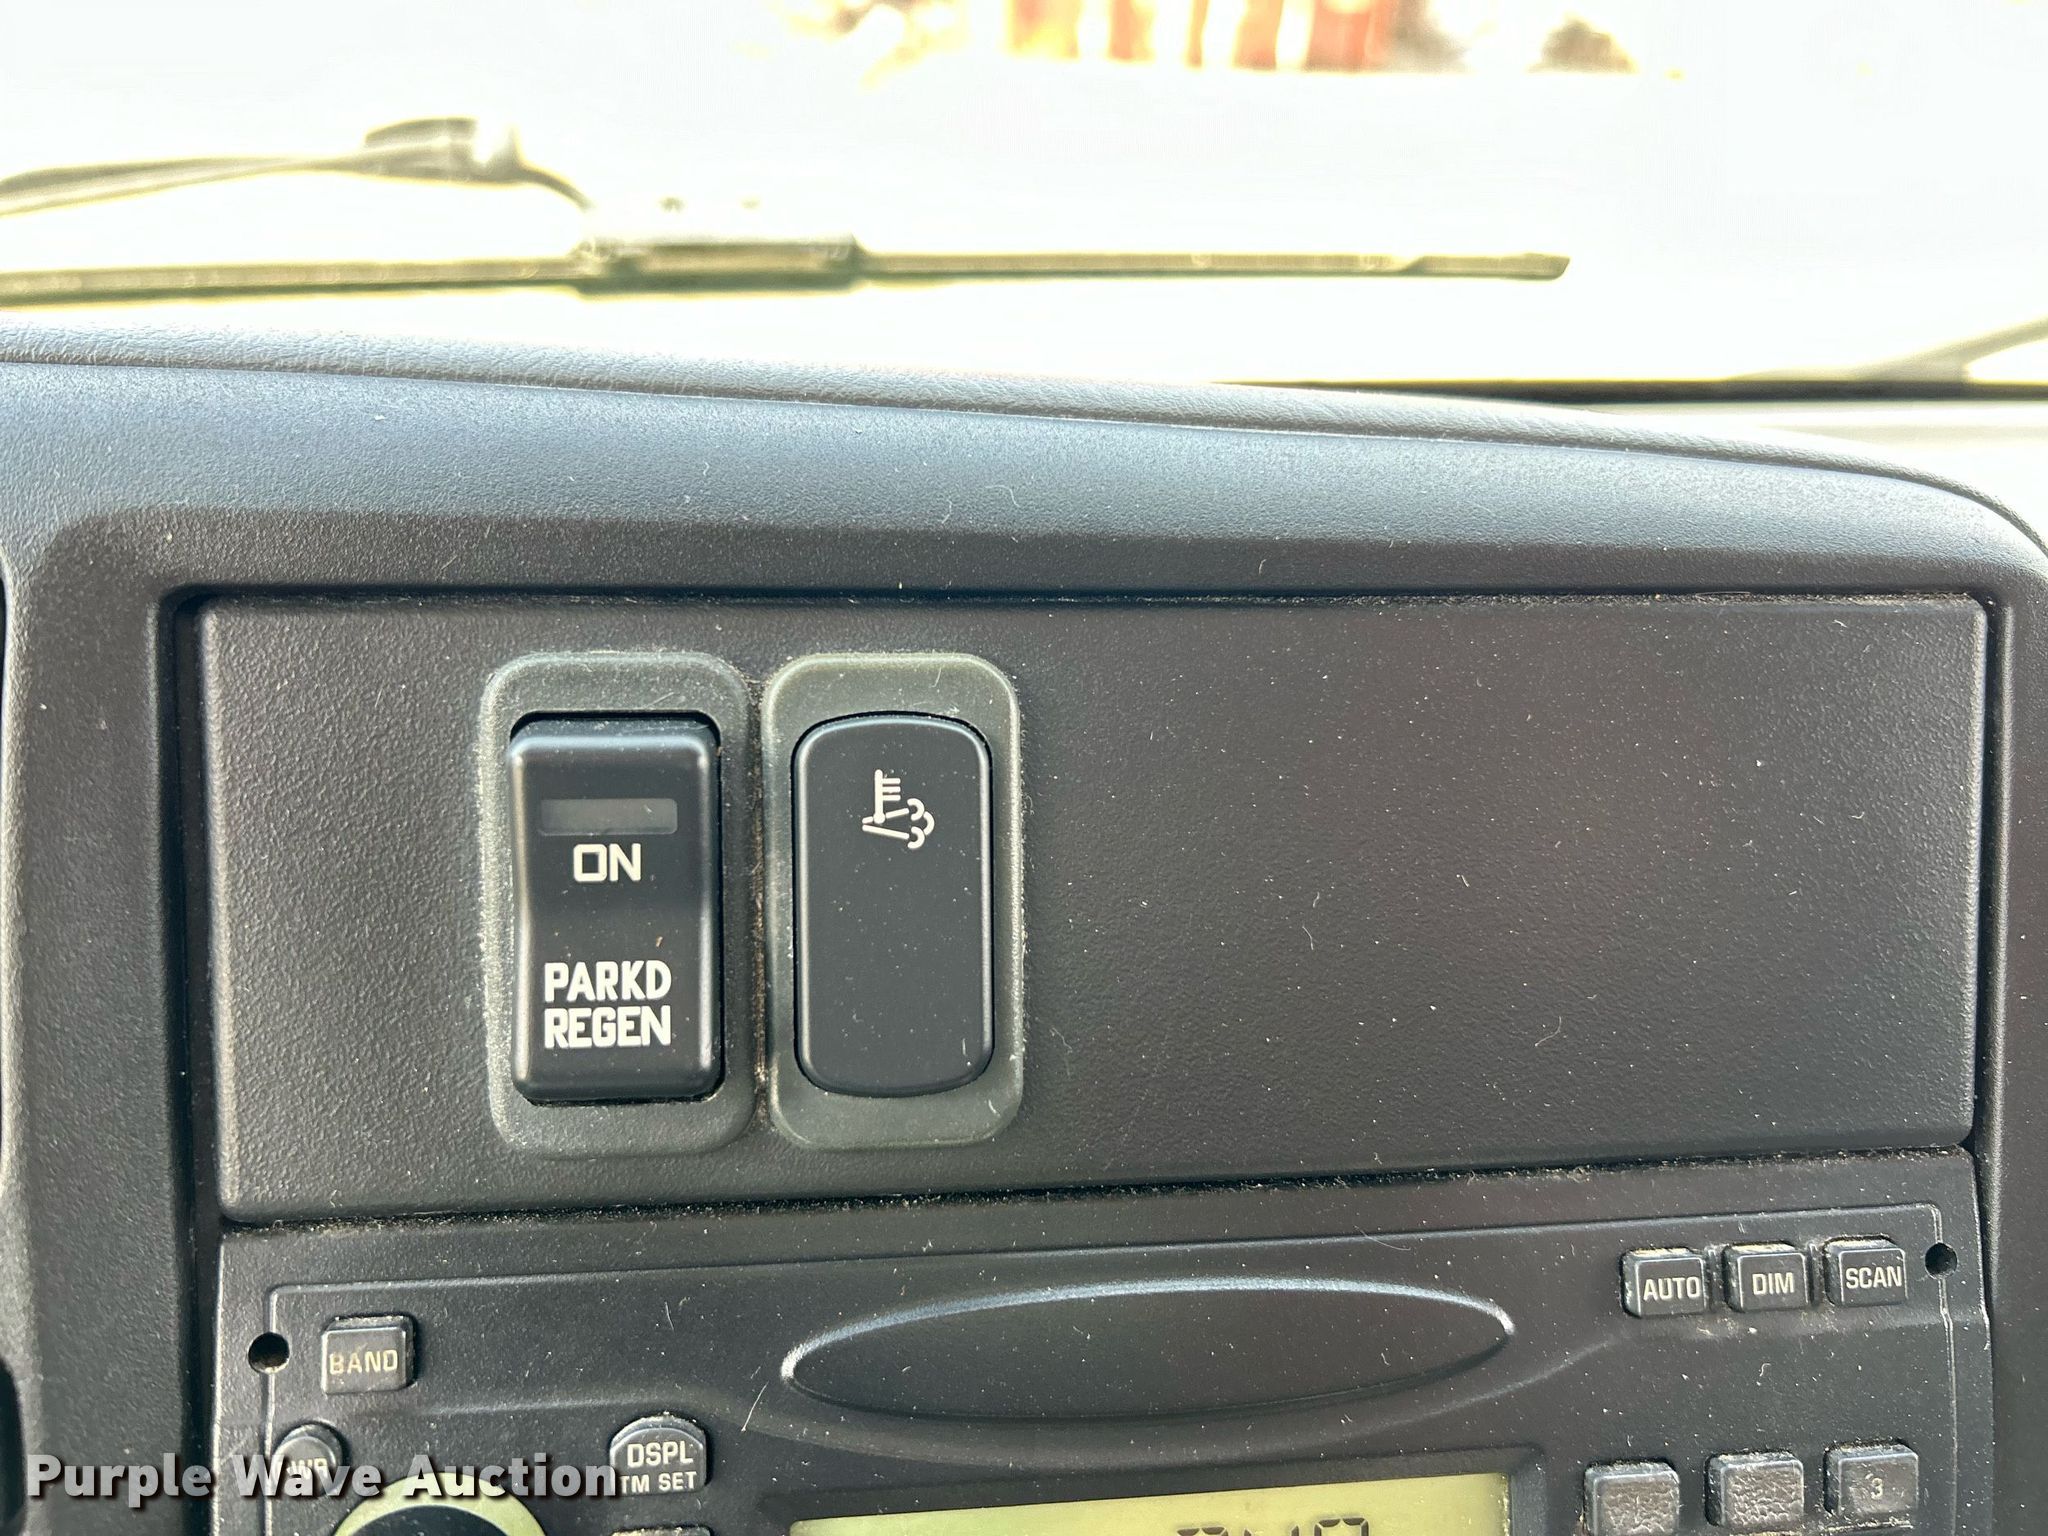 ON
PARKD
REGEN
AUTO
DIM
SCAN
BAND
DSPL
TM SET
3
Purple Wave Auction